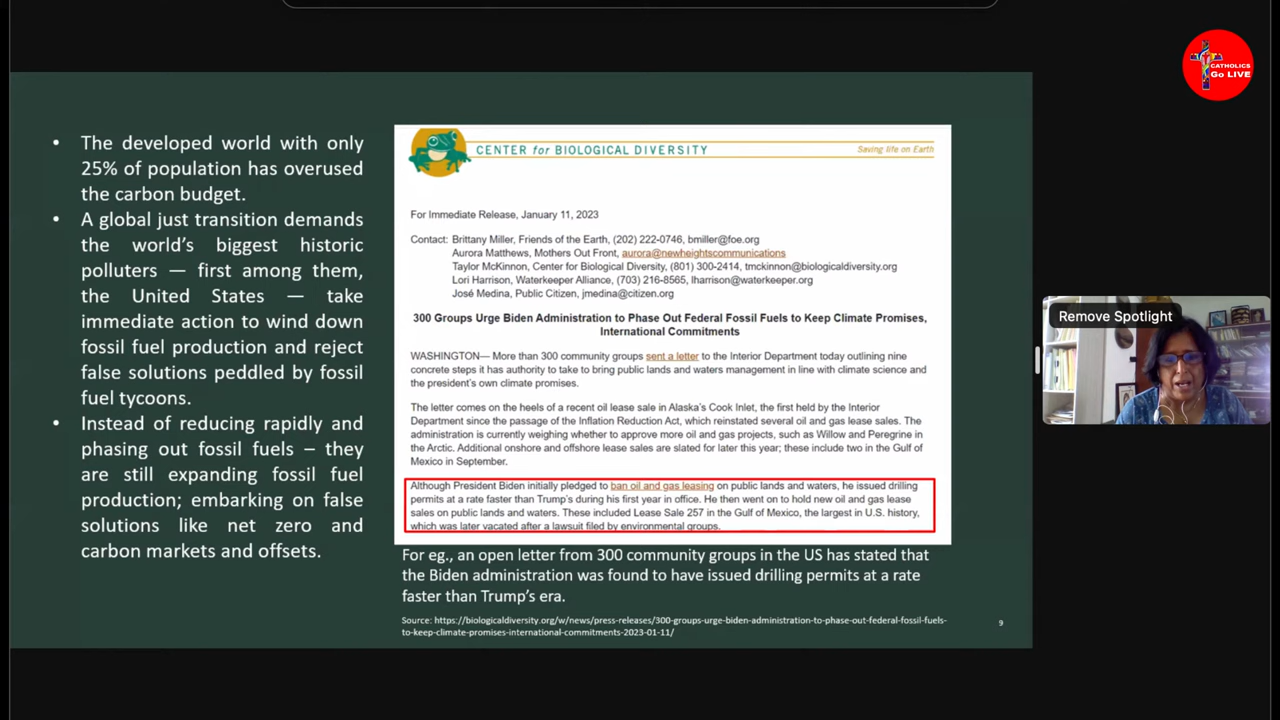 CATHOLICS
Go LIVE
• The developed world with only
25% of population has overused
the carbon budget.
• A global just transition demands
the world's biggest historic
polluters — first among them,
the United States — take
immediate action to wind down
fossil fuel production and reject
false solutions peddled by fossil
fuel tycoons.
• Instead of reducing rapidly and
phasing out fossil fuels – they
are still expanding fossil fuel
production; embarking on false
solutions like net zero and
carbon markets and offsets.
CENTER for BIOLOGICAL DIVERSITY
Saving life on Earth
For Immediate Release, January 11, 2023
Contact: Brittany Miller, Friends of the Earth, (202) 222-0746, bmiller@foe.org
Aurora Matthews, Mothers Out Front, aurora@newheightscommunications
Taylor McKinnon, Center for Biological Diversity, (801) 300-2414, tmckinnon@biologicaldiversity.org
Lori Harrison, Waterkeeper Alliance, (703) 216-8565, lharrison@waterkeeper.org
José Medina, Public Citizen, jmedina@citizen.org
300 Groups Urge Biden Administration to Phase Out Federal Fossil Fuels to Keep Climate Promises,
International Commitments
WASHINGTON— More than 300 community groups sent a letter to the Interior Department today outlining nine
concrete steps it has authority to take to bring public lands and waters management in line with climate science and
the president's own climate promises.
The letter comes on the heels of a recent oil lease sale in Alaska's Cook Inlet, the first held by the Interior
Department since the passage of the Inflation Reduction Act, which reinstated several oil and gas lease sales. The
administration is currently weighing whether to approve more oil and gas projects, such as Willow and Peregrine in
the Arctic. Additional onshore and offshore lease sales are slated for later this year; these include two in the Gulf of
Mexico in September.
Although President Biden initially pledged to ban oil and gas leasing on public lands and waters, he issued drilling
permits at a rate faster than Trump's during his first year in office. He then went on to hold new oil and gas lease
sales on public lands and waters. These included Lease Sale 257 in the Gulf of Mexico, the largest in U.S. history,
which was later vacated after a lawsuit filed by environmental groups.
For eg., an open letter from 300 community groups in the US has stated that
the Biden administration was found to have issued drilling permits at a rate
faster than Trump's era.
Source: https://biologicaldiversity.org/w/news/press-releases/300-groups-urge-biden-administration-to-phase-out-federal-fossil-fuels-
to-keep-climate-promises-international-commitments-2023-01-11/
9
Remove Spotlight